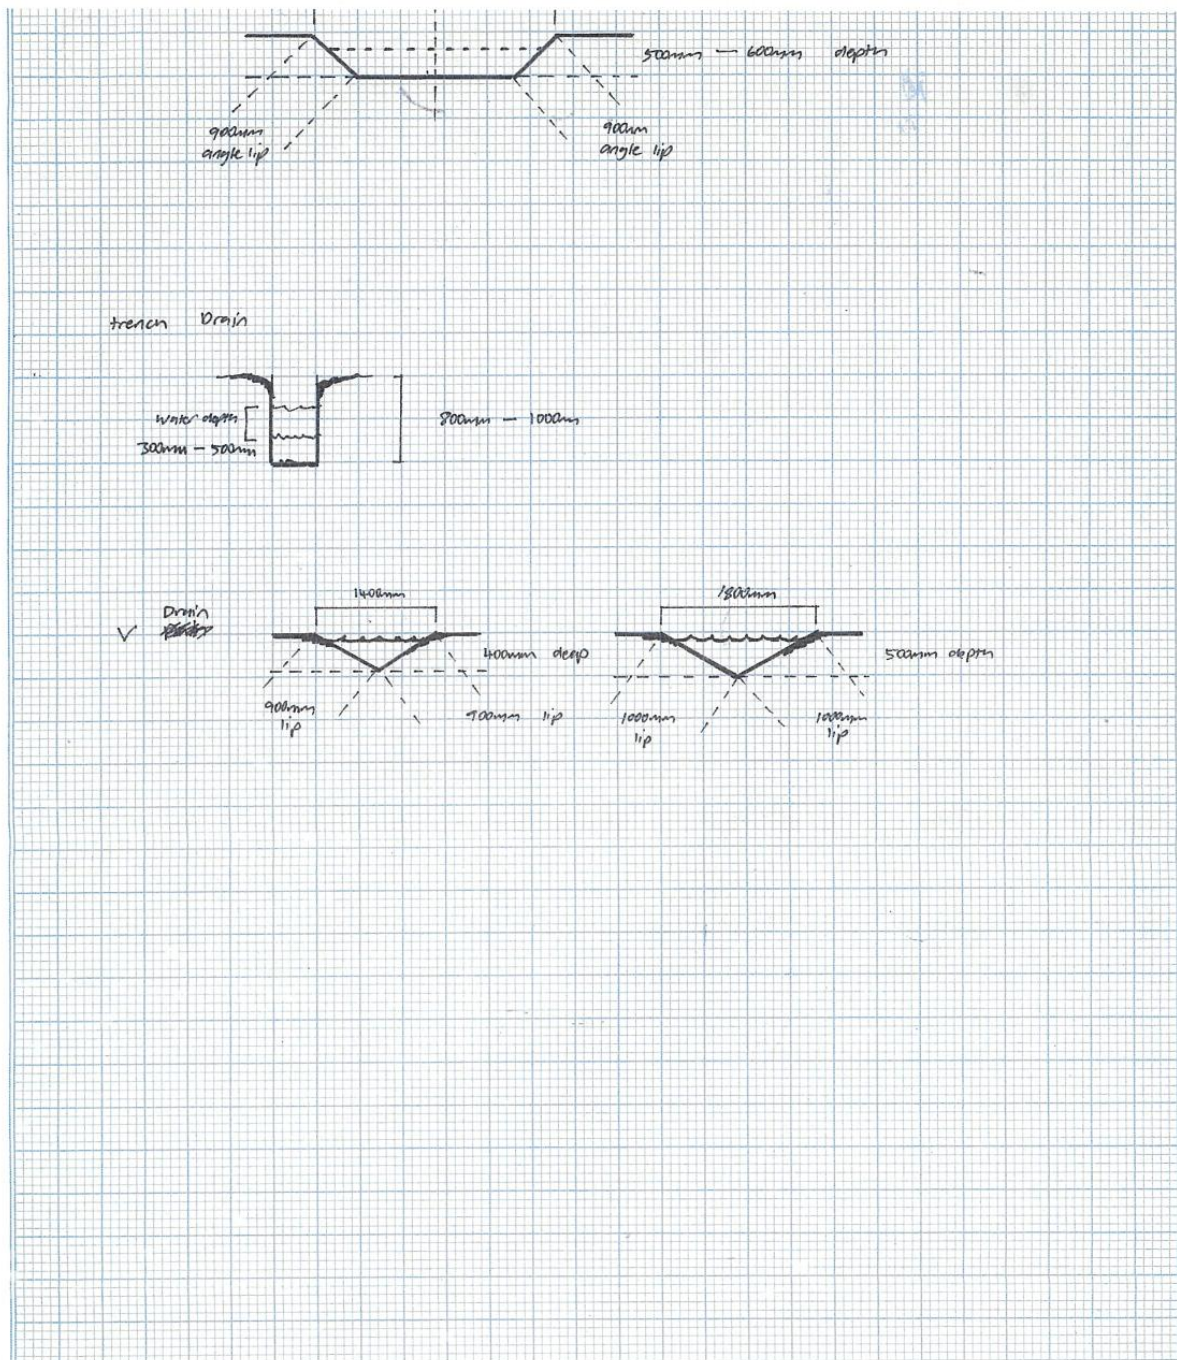 500mm — 600mm depth
900mm
angle lip
900mm
angle lip
trench Drain
water depth
300mm — 500mm
800mm — 1000m
V Drain
1400mm
400mm deep
900mm
lip
900mm lip
1800mm
500mm depth
1000mm
lip
1000mm
lip